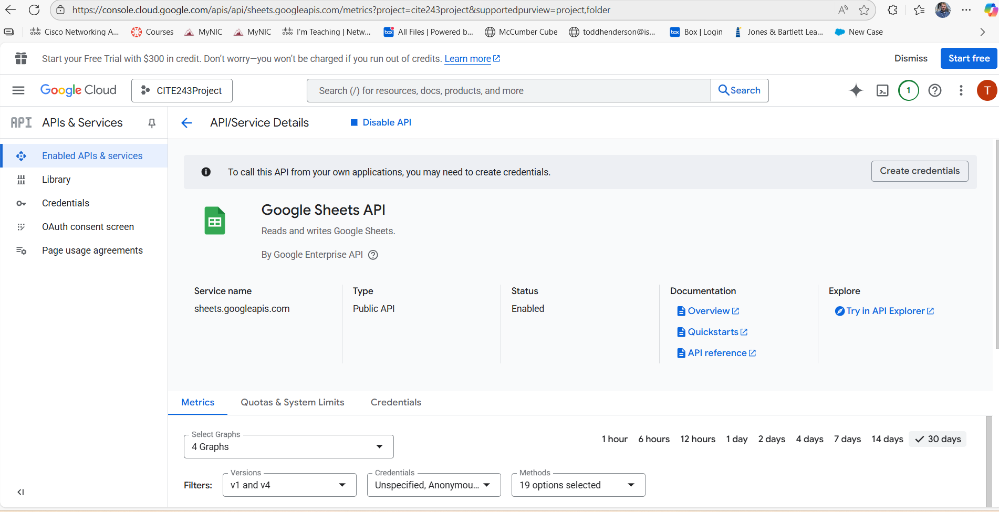 https://console.cloud.google.com/apis/api/sheets.googleapis.com/metrics?project=cite243project&supportedpurview=project,folder
Cisco Networking A... Courses MyNIC MyNIC I'm Teaching | Netw... All Files | Powered b... McCumber Cube toddhenderson@is... Box | Login Jones & Bartlett Lea... New Case
Start your Free Trial with $300 in credit. Don't worry—you won't be charged if you run out of credits. Learn more Dismiss Start free
Google Cloud CITE243Project Search (/) for resources, docs, products, and more Search 1 T
API APIs & Services API/Service Details Disable API
Enabled APIs & services
Library
Credentials
OAuth consent screen
Page usage agreements
To call this API from your own applications, you may need to create credentials. Create credentials
Google Sheets API
Reads and writes Google Sheets.
By Google Enterprise API
Service name Type Status Documentation Explore
sheets.googleapis.com Public API Enabled Overview Try in API Explorer
Quickstarts
API reference
Metrics Quotas & System Limits Credentials
Select Graphs
4 Graphs 1 hour 6 hours 12 hours 1 day 2 days 4 days 7 days 14 days 30 days
Versions Credentials Methods
Filters: v1 and v4 Unspecified, Anonymou... 19 options selected